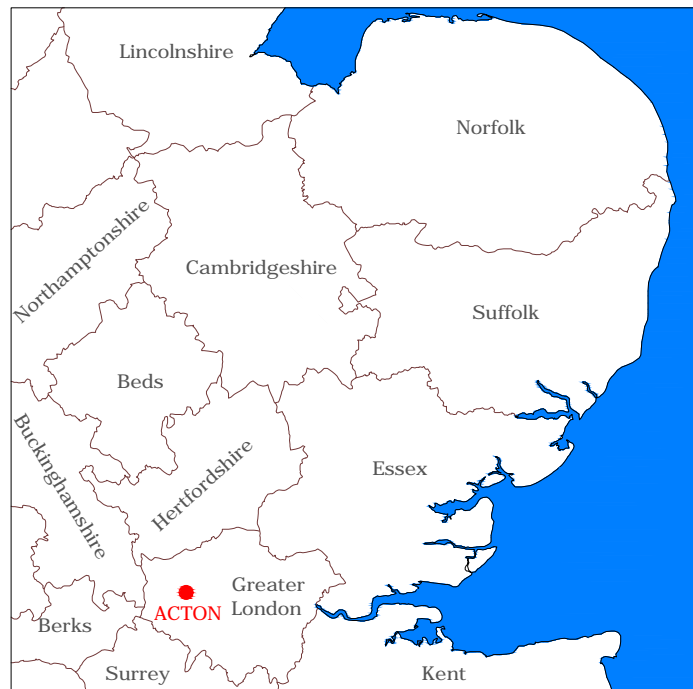 Lincolnshire
Norfolk
Northamptonshire
Cambridgeshire
Suffolk
Beds
Buckinghamshire
Hertfordshire
Essex
Greater
London
ACTON
Berks
Surrey
Kent